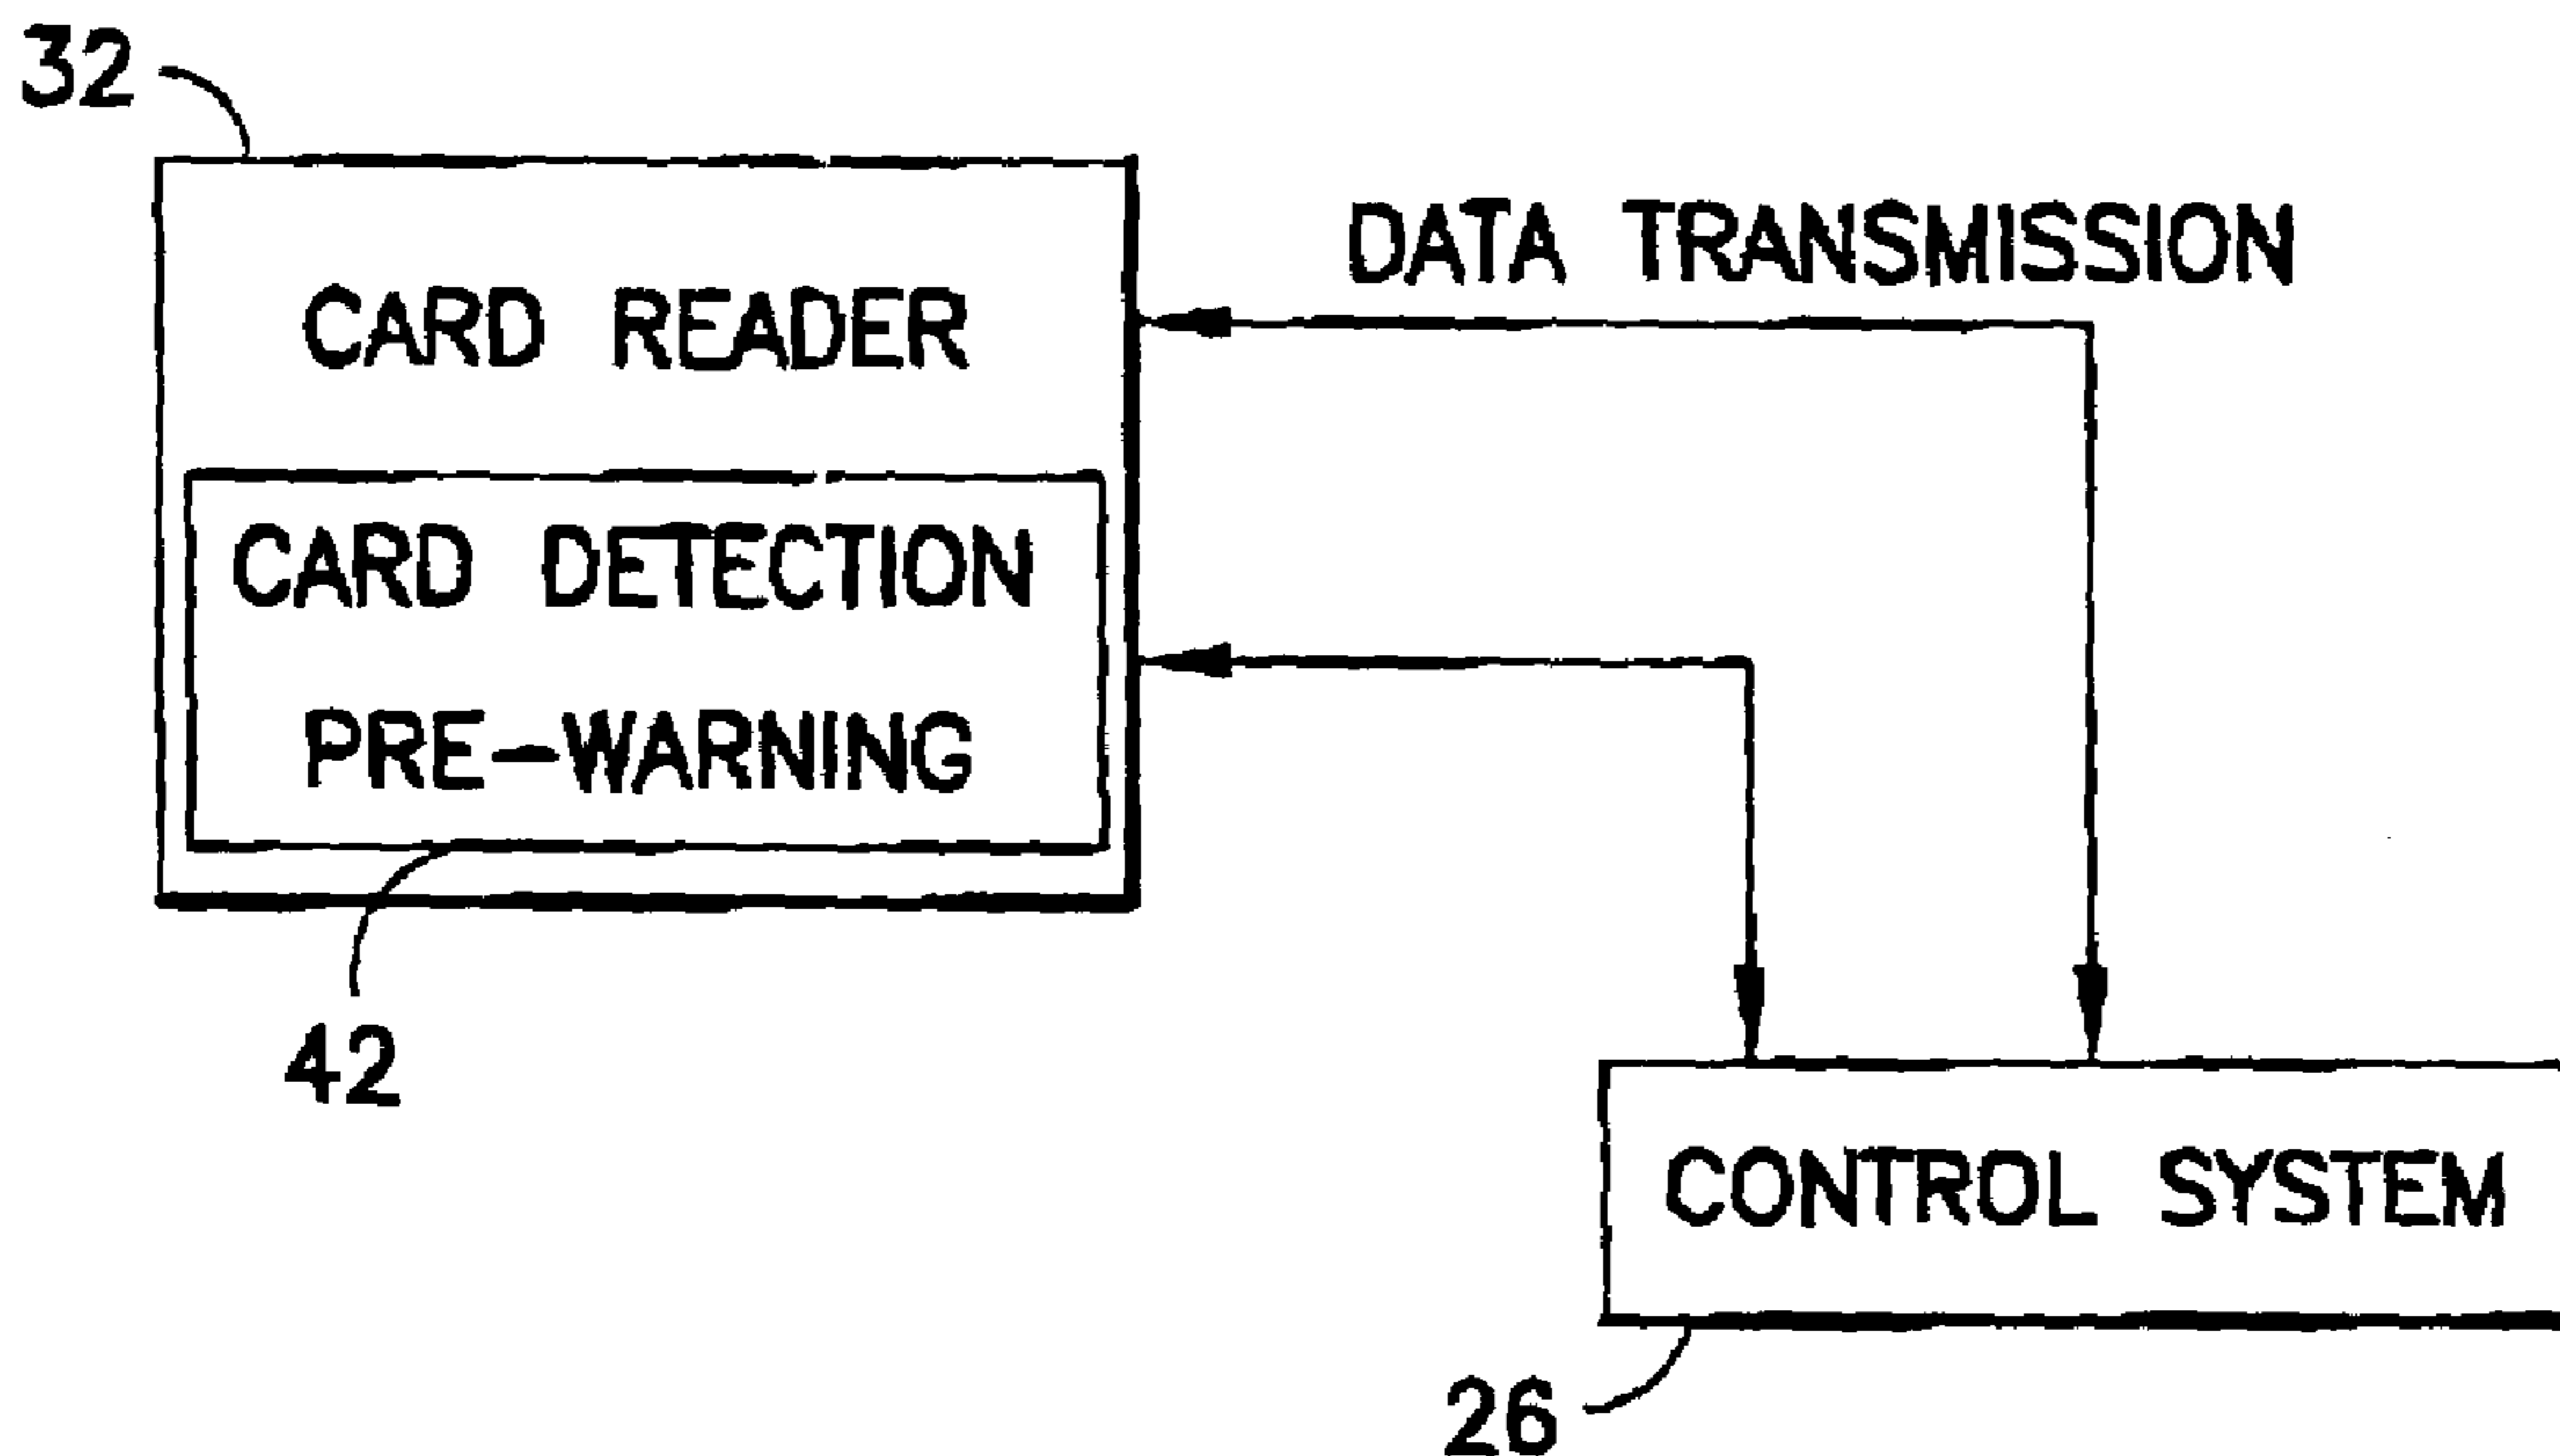 32
DATA TRANSMISSION
CARD READER
CARD DETECTION
PRE-WARNING
42
CONTROL SYSTEM
26